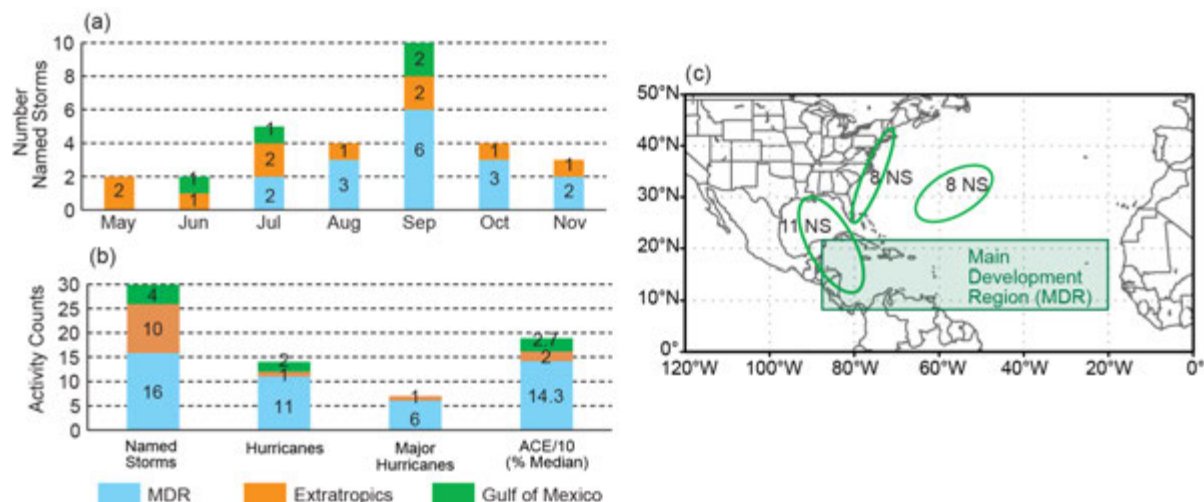 (a)
Number
Named Storms
10
8
6
4
2
0
2
1
1
1
2
2
1
3
2
2
6
1
3
1
2
May Jun Jul Aug Sep Oct Nov
(b)
Activity Counts
30
25
20
15
10
5
0
4
10
16
2
1
11
1
6
2.7
2
14.3
Named
Storms
Hurricanes
Major
Hurricanes
ACE/10
(% Median)
MDR Extratropics Gulf of Mexico
(c)
50°N
40°N
30°N
20°N
10°N
0°
120°W 100°W 80°W 60°W 40°W 20°W 0°
8 NS
8 NS
11 NS
Main
Development
Region (MDR)